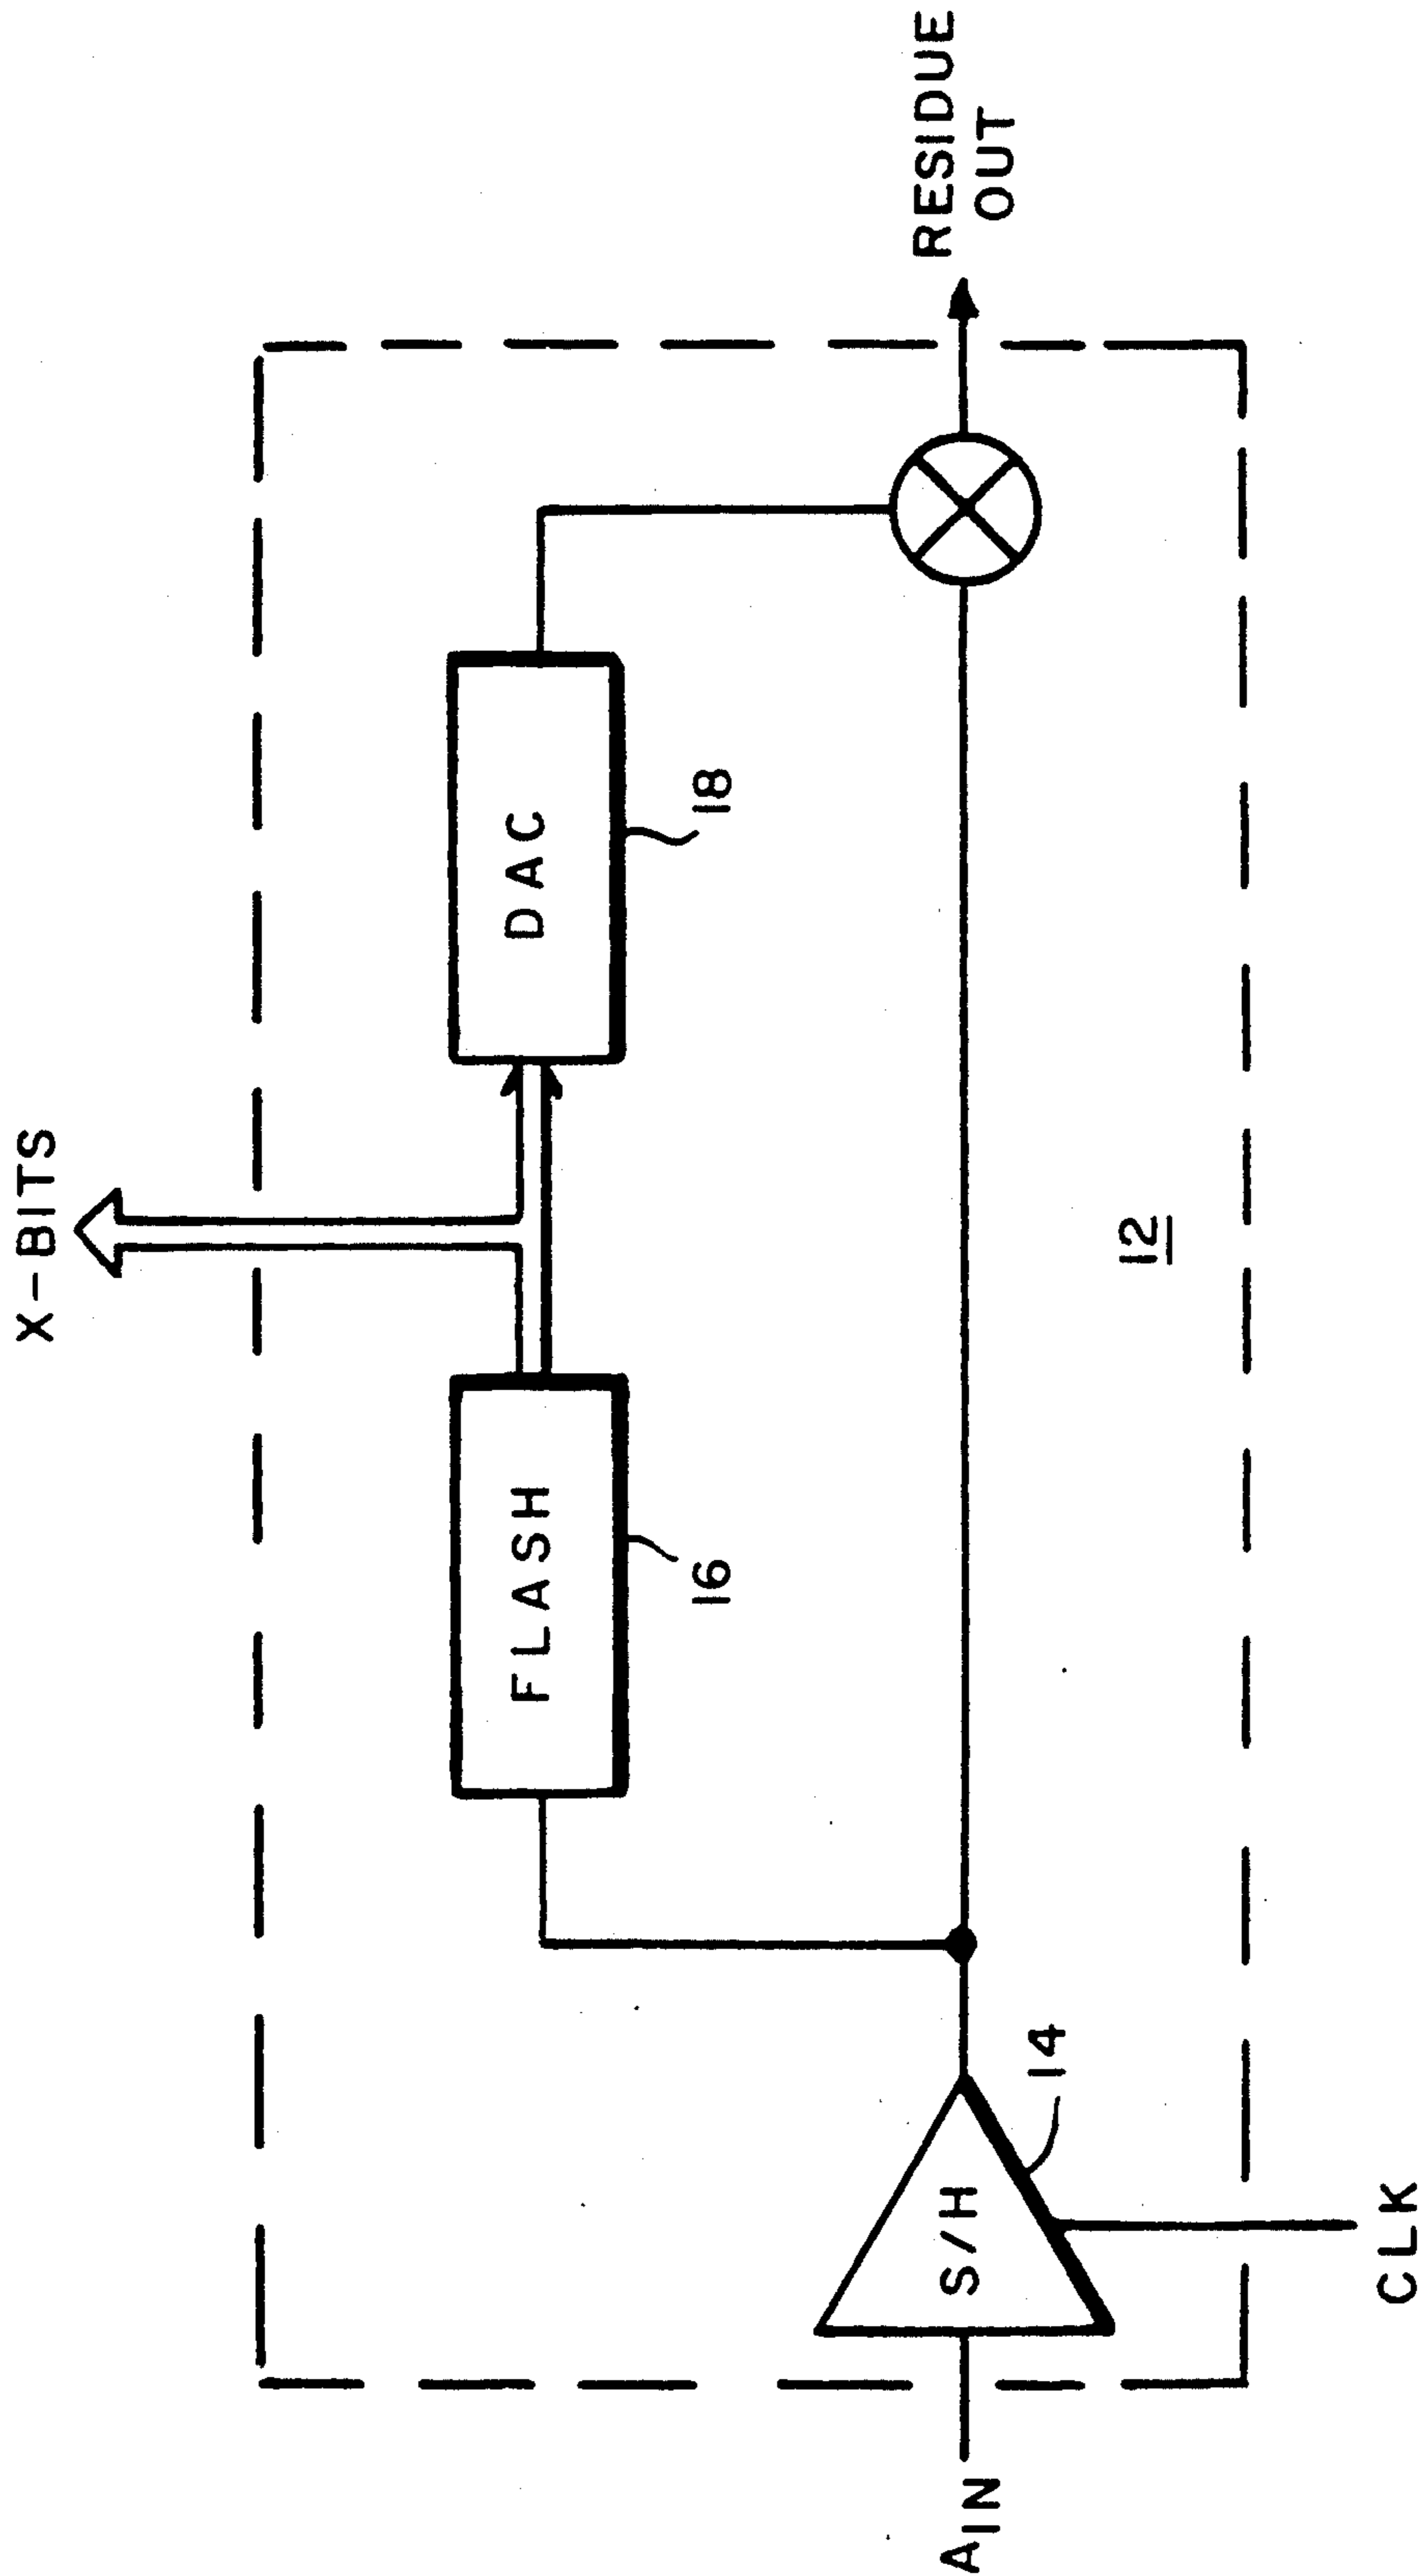 X-BITS
FLASH
16
DAC
18
RESIDUE
OUT
S/H
14
AIN
12
CLK